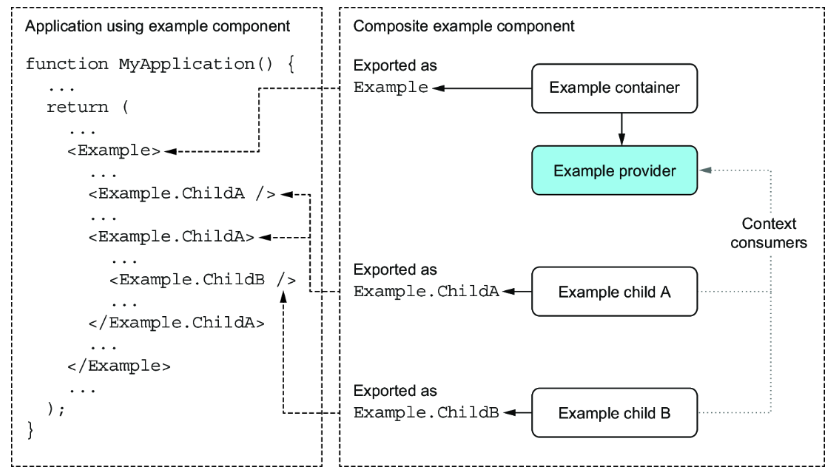 Application using example component
function MyApplication() {
...
return (
...
<Example>
...
<Example.ChildA />
...
<Example.ChildA>
...
<Example.ChildB />
...
</Example.ChildA>
...
</Example>
...
);
}
Composite example component
Exported as
Example
Example container
Example provider
Context
consumers
Exported as
Example.ChildA
Example child A
Exported as
Example.ChildB
Example child B